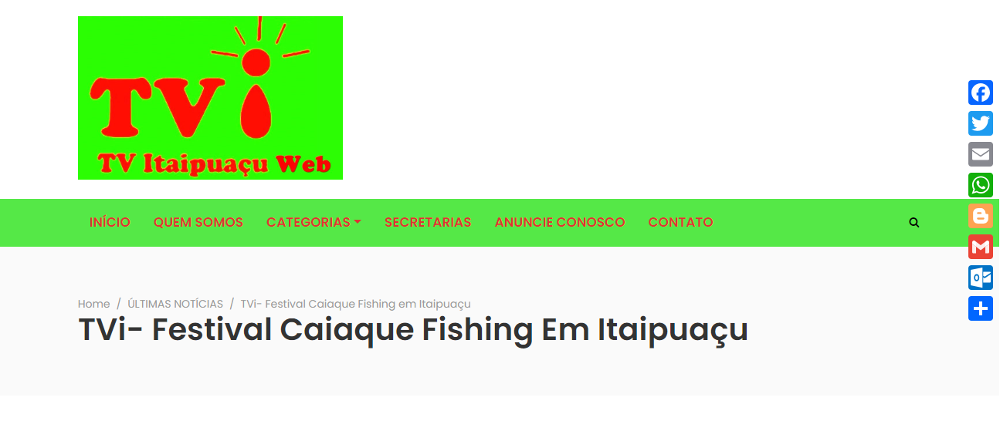 TVi
TV Itaipuaçu Web
INÍCIO QUEM SOMOS CATEGORIAS SECRETARIAS ANUNCIE CONOSCO CONTATO
Home / ÚLTIMAS NOTÍCIAS / TVi- Festival Caiaque Fishing em Itaipuaçu
TVi- Festival Caiaque Fishing Em Itaipuaçu